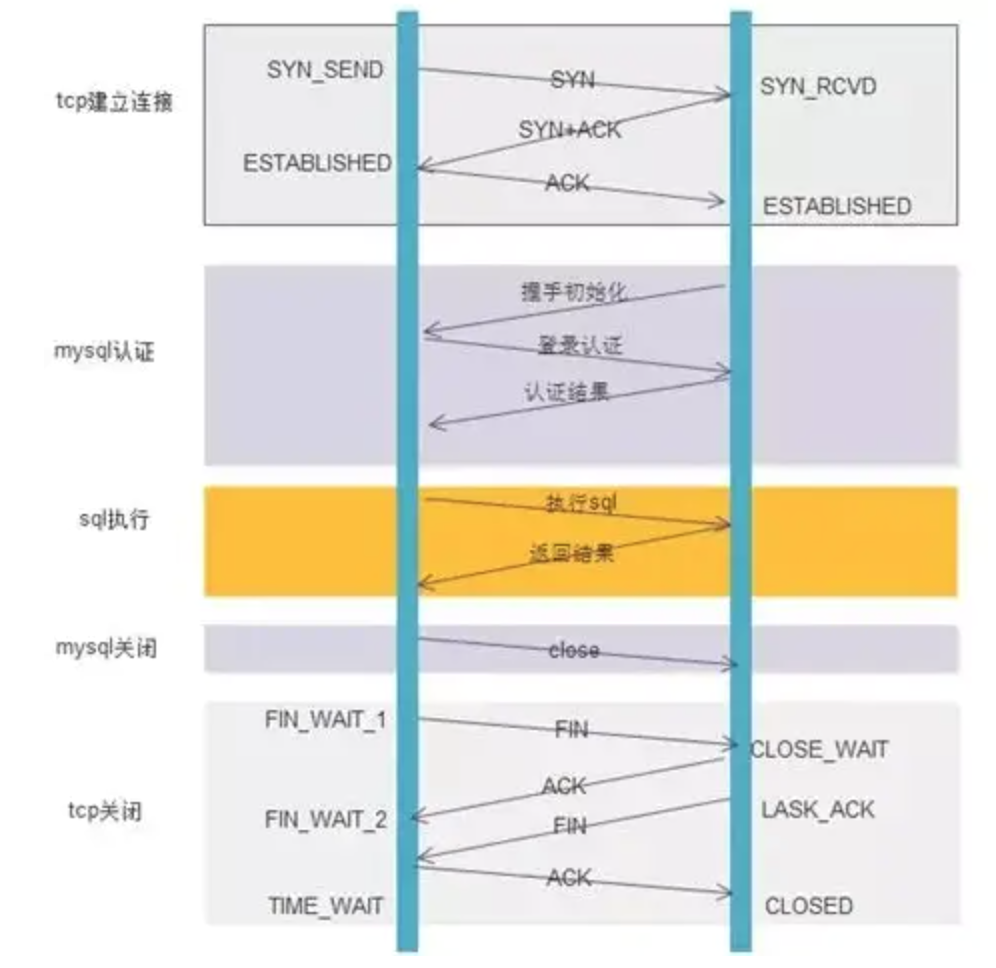 SYN_SEND
SYN
SYN_RCVD
tcp建立连接
SYN+ACK
ESTABLISHED
ACK
ESTABLISHED
握手初始化
mysql认证
登录认证
认证结果
执行sql
sql执行
返回结果
mysql关闭
close
FIN_WAIT_1
FIN
CLOSE_WAIT
ACK
tcp关闭
FIN_WAIT_2
FIN
LASK_ACK
ACK
TIME_WAIT
CLOSED